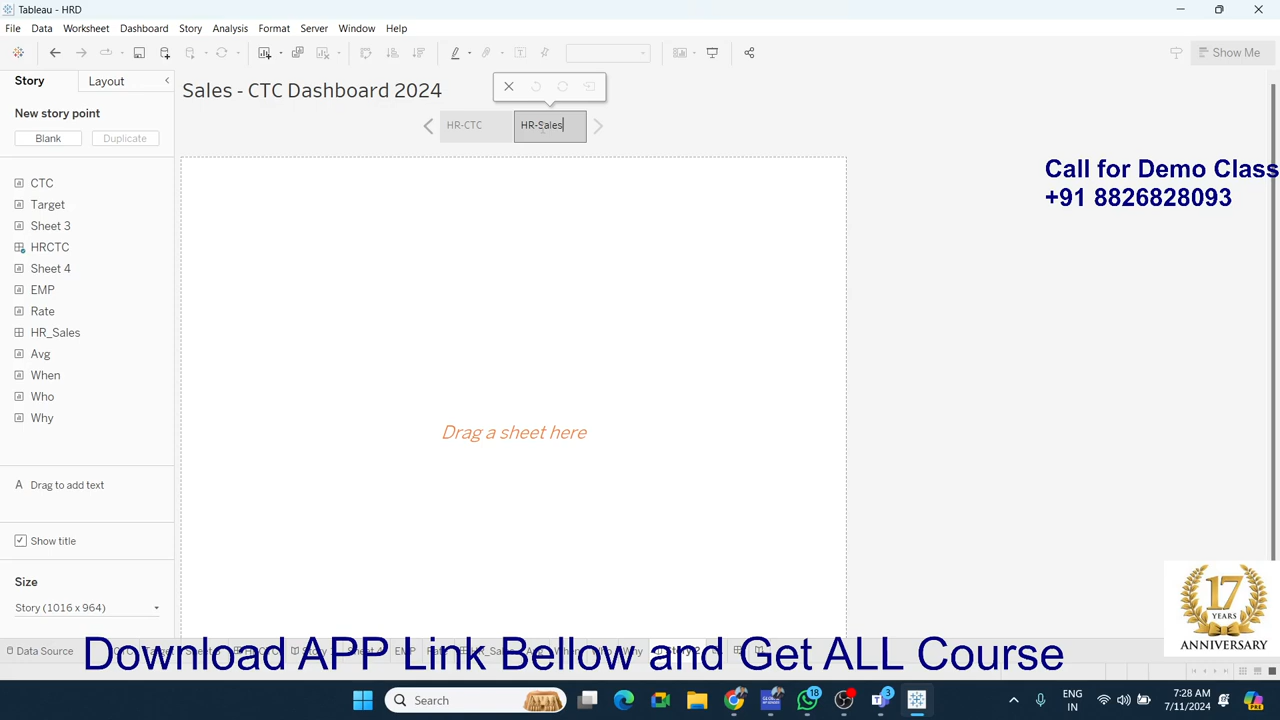 Tableau - HRD
File Data Worksheet Dashboard Story Analysis Format Server Window Help
Show Me
Story Layout
Sales - CTC Dashboard 2024
New story point
Blank Duplicate
HR-CTC HR-Sales
CTC
Target
Sheet 3
HRCTC
Sheet 4
EMP
Rate
HR_Sales
Avg
When
Who
Why
Call for Demo Class
+91 8826828093
Drag a sheet here
A Drag to add text
Show title
Size
Story (1016 x 964)
17
YEARS
ANNIVERSARY
Data Source
EMP
Why
Download APP Link Bellow and Get ALL Course
Search
18
3
ENG
IN
7:28 AM
7/11/2024